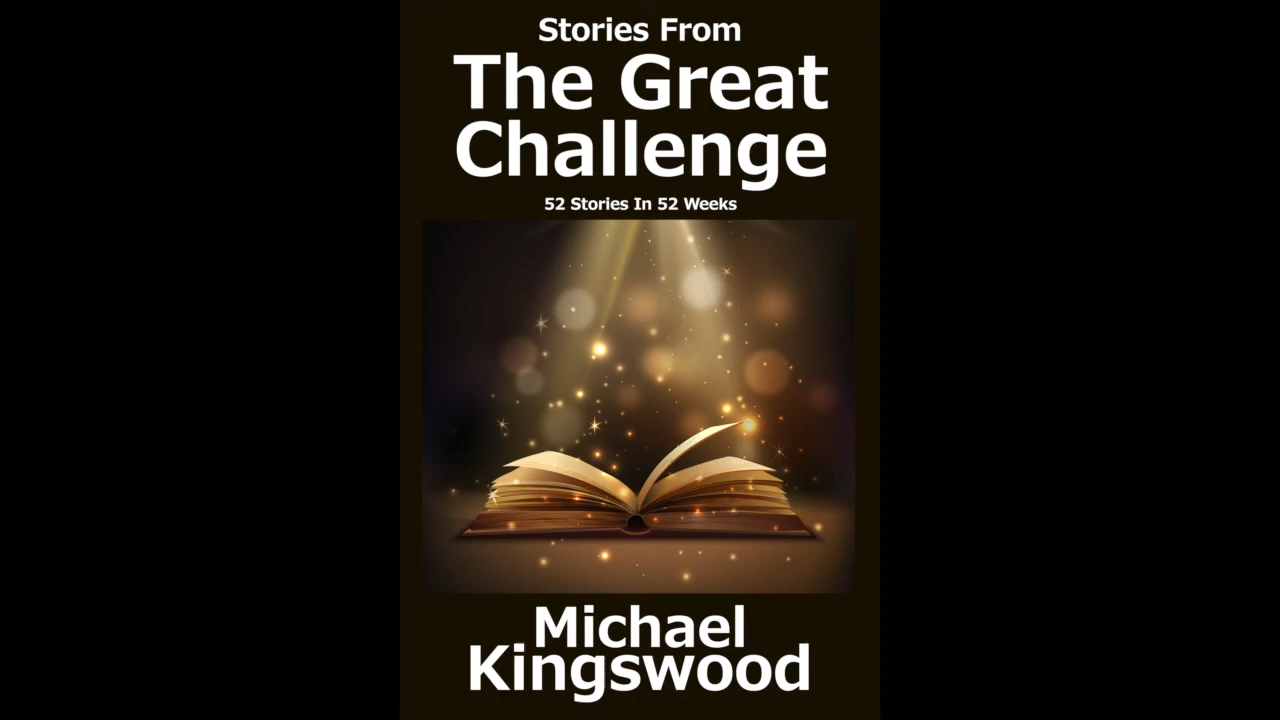 Stories From
The Great
Challenge
52 Stories In 52 Weeks
Michael
Kingswood